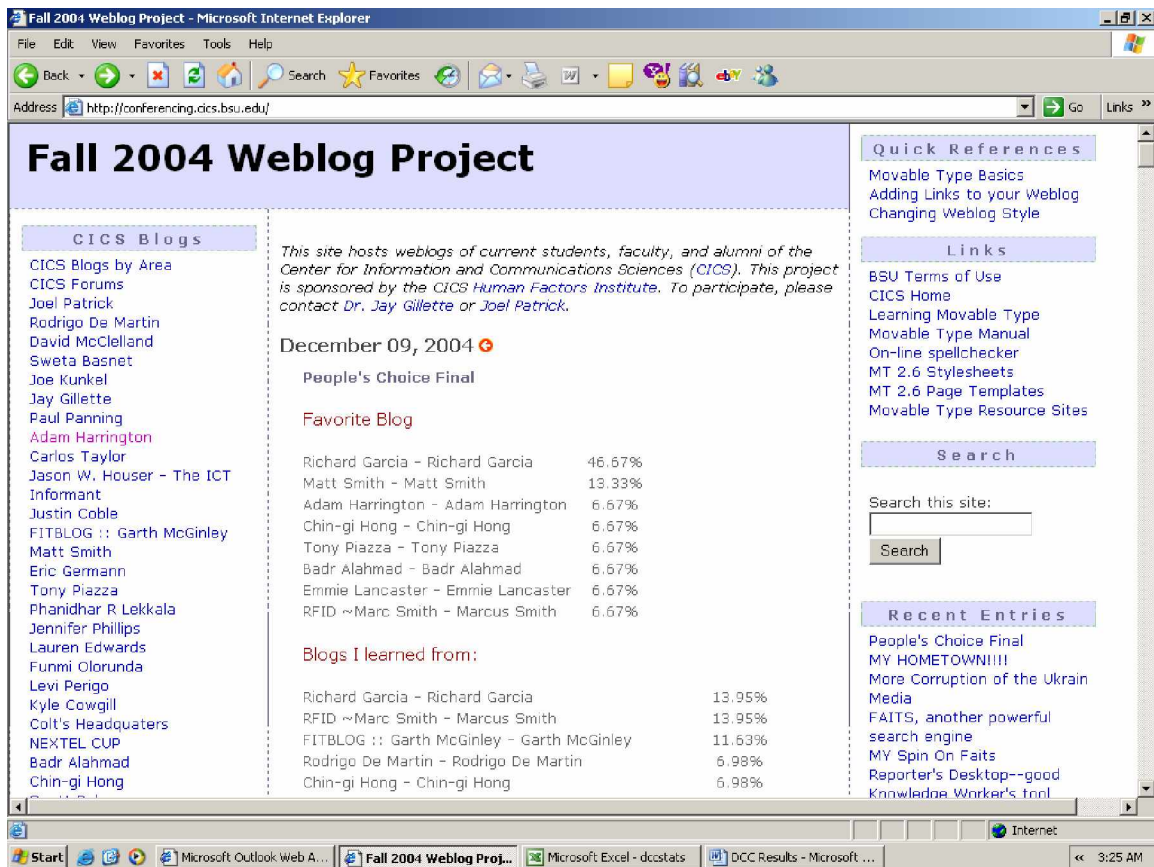 Fall 2004 Weblog Project - Microsoft Internet Explorer
File Edit View Favorites Tools Help
Back Search Favorites
Address http://conferencing.cics.bsu.edu/ Go Links »
Fall 2004 Weblog Project
CICS Blogs
CICS Blogs by Area
CICS Forums
Joel Patrick
Rodrigo De Martin
David McClelland
Sweta Basnet
Joe Kunkel
Jay Gillette
Paul Panning
Adam Harrington
Carlos Taylor
Jason W. Houser - The ICT
Informant
Justin Coble
FITBLOG :: Garth McGinley
Matt Smith
Eric Germann
Tony Piazza
Phanidhar R Lekkala
Jennifer Phillips
Lauren Edwards
Funmi Olorunda
Levi Perigo
Kyle Cowgill
Colt's Headquaters
NEXTEL CUP
Badr Alahmad
Chin-gi Hong
This site hosts weblogs of current students, faculty, and alumni of the
Center for Information and Communications Sciences (CICS). This project
is sponsored by the CICS Human Factors Institute. To participate, please
contact Dr. Jay Gillette or Joel Patrick.
December 09, 2004
People's Choice Final
Favorite Blog
Richard Garcia - Richard Garcia 46.67%
Matt Smith - Matt Smith 13.33%
Adam Harrington - Adam Harrington 6.67%
Chin-gi Hong - Chin-gi Hong 6.67%
Tony Piazza - Tony Piazza 6.67%
Badr Alahmad - Badr Alahmad 6.67%
Emmie Lancaster - Emmie Lancaster 6.67%
RFID ~Marc Smith - Marcus Smith 6.67%
Blogs I learned from:
Richard Garcia - Richard Garcia 13.95%
RFID ~Marc Smith - Marcus Smith 13.95%
FITBLOG :: Garth McGinley - Garth McGinley 11.63%
Rodrigo De Martin - Rodrigo De Martin 6.98%
Chin-gi Hong - Chin-gi Hong 6.98%
Quick References
Movable Type Basics
Adding Links to your Weblog
Changing Weblog Style
Links
BSU Terms of Use
CICS Home
Learning Movable Type
Movable Type Manual
On-line spellchecker
MT 2.6 Stylesheets
MT 2.6 Page Templates
Movable Type Resource Sites
Search
Search this site:
Search
Recent Entries
People's Choice Final
MY HOMETOWN!!!!
More Corruption of the Ukrain
Media
FAITS, another powerful
search engine
MY Spin On Faits
Reporter's Desktop--good
Knowledge Worker's tool
Internet
Start Microsoft Outlook Web A... Fall 2004 Weblog Proj... Microsoft Excel - dccstats DCC Results - Microsoft ... « 3:25 AM